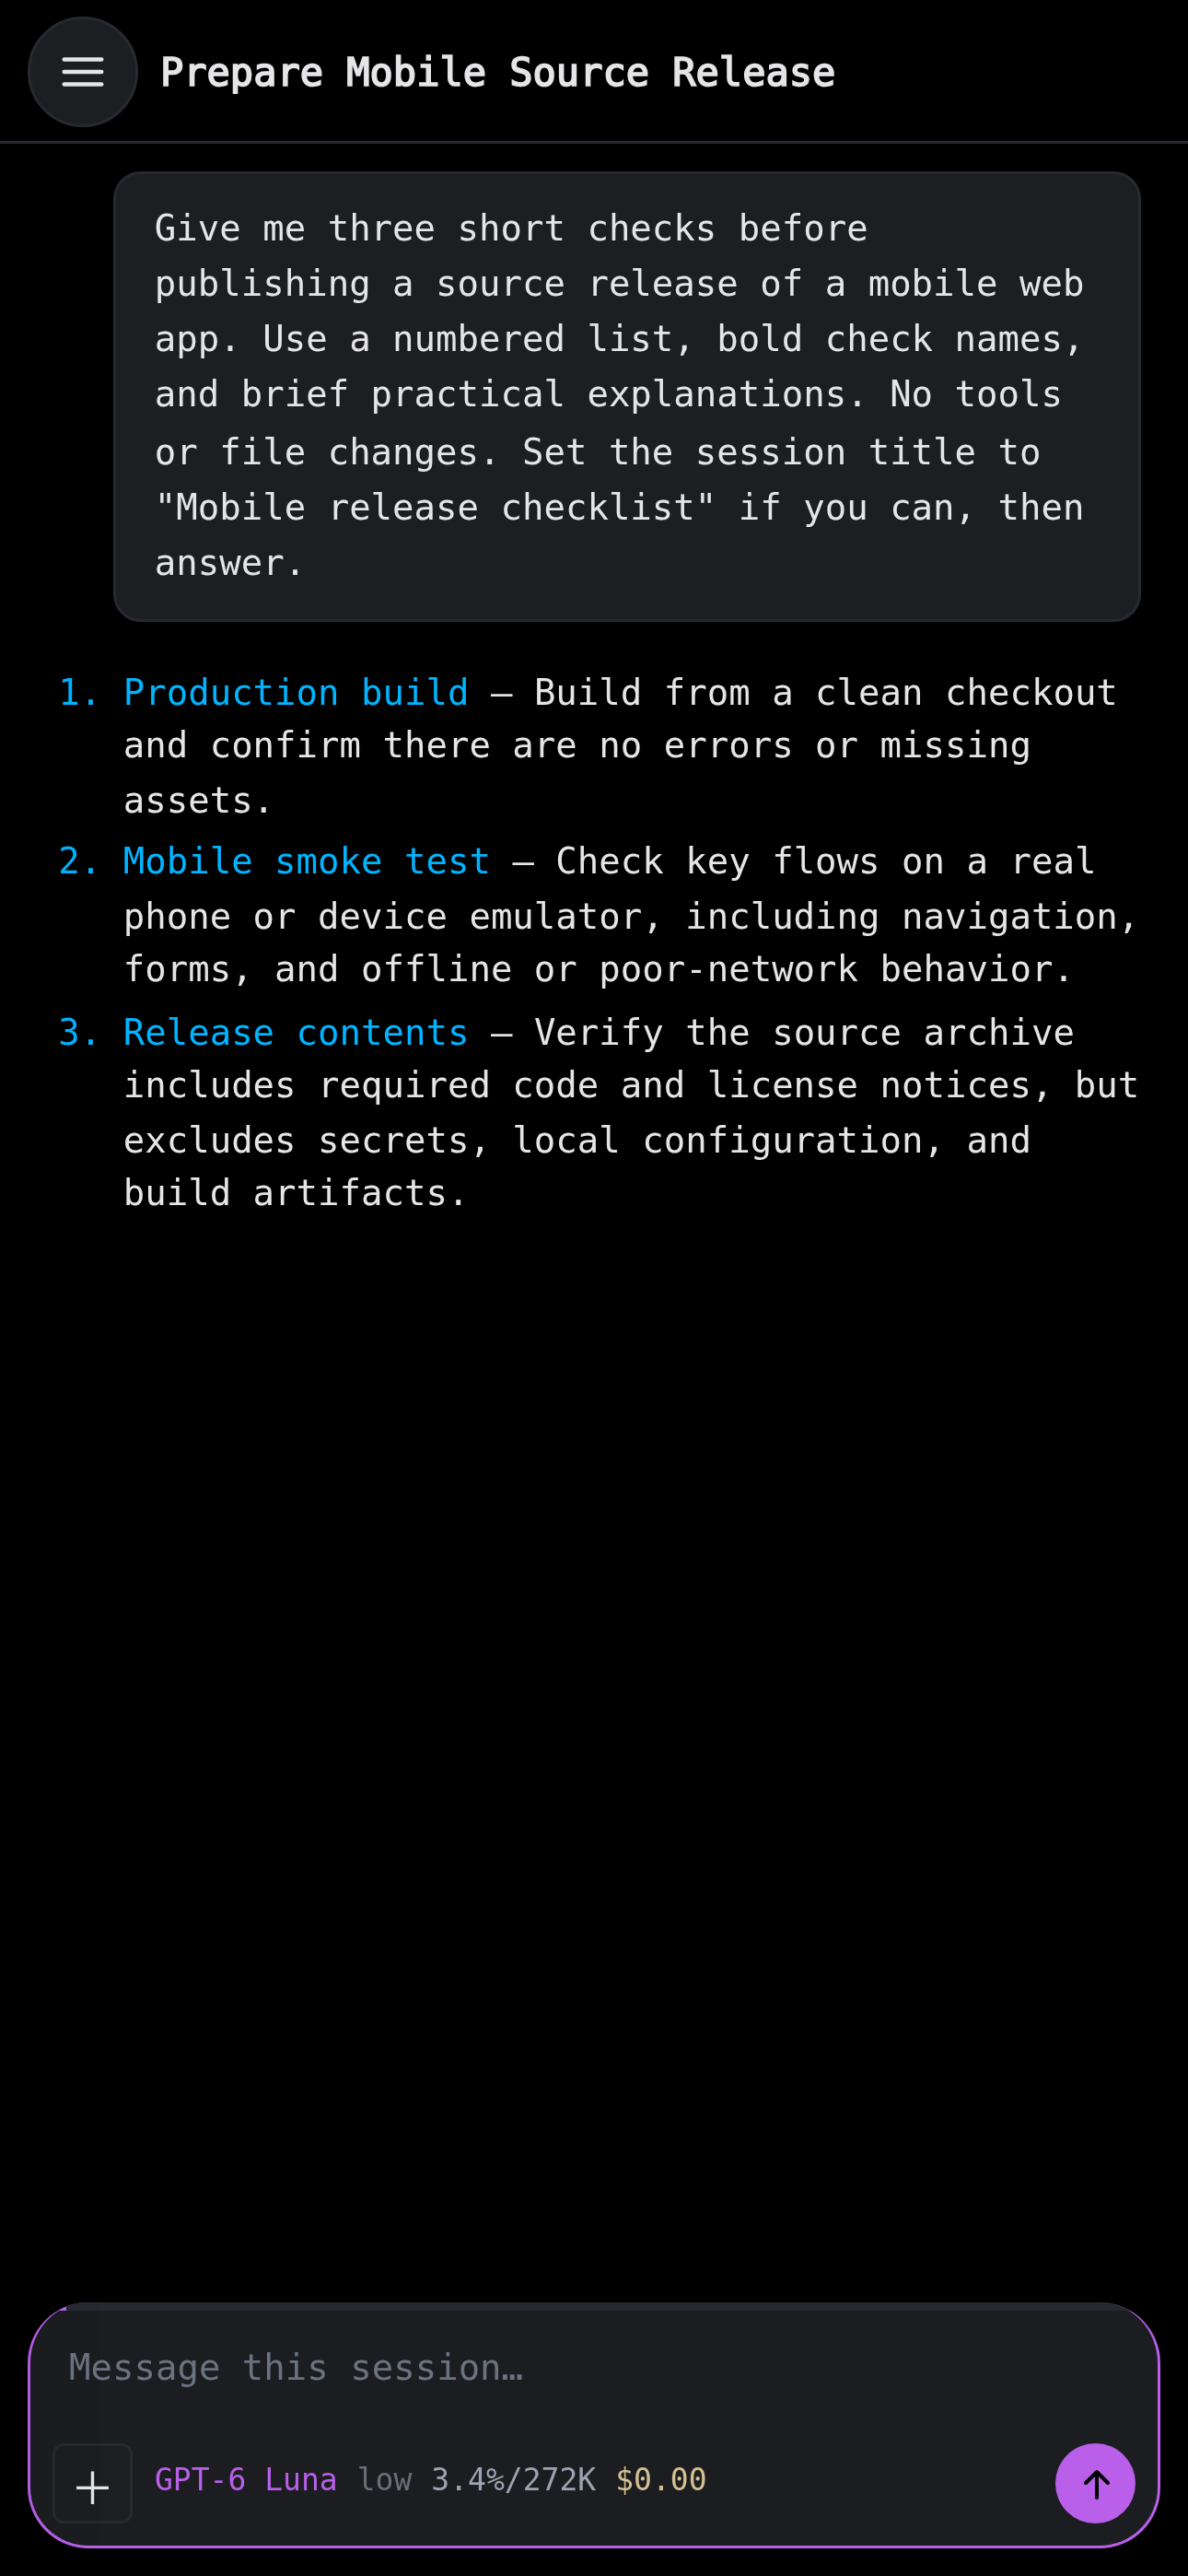 Prepare Mobile Source Release
Give me three short checks before
publishing a source release of a mobile web
app. Use a numbered list, bold check names,
and brief practical explanations. No tools
or file changes. Set the session title to
"Mobile release checklist" if you can, then
answer.
1. Production build — Build from a clean checkout
and confirm there are no errors or missing
assets.
2. Mobile smoke test — Check key flows on a real
phone or device emulator, including navigation,
forms, and offline or poor-network behavior.
3. Release contents — Verify the source archive
includes required code and license notices, but
excludes secrets, local configuration, and
build artifacts.
Message this session…
GPT-6 Luna low 3.4%/272K $0.00